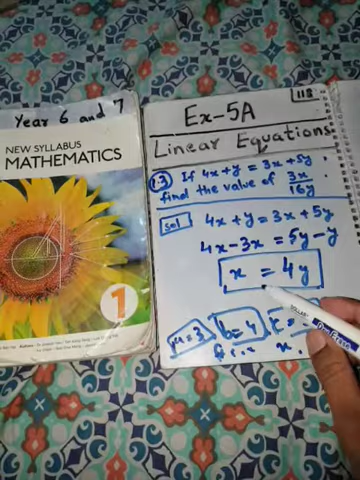 Year 6 and 7
NEW SYLLABUS
MATHEMATICS
1
118
Ex-5A
Linear Equations
13 If 4x+y = 3x+5y,
find the value of 3x/16y.
sol 4x+y = 3x+5y
4x-3x = 5y-y
x = 4y
b=4